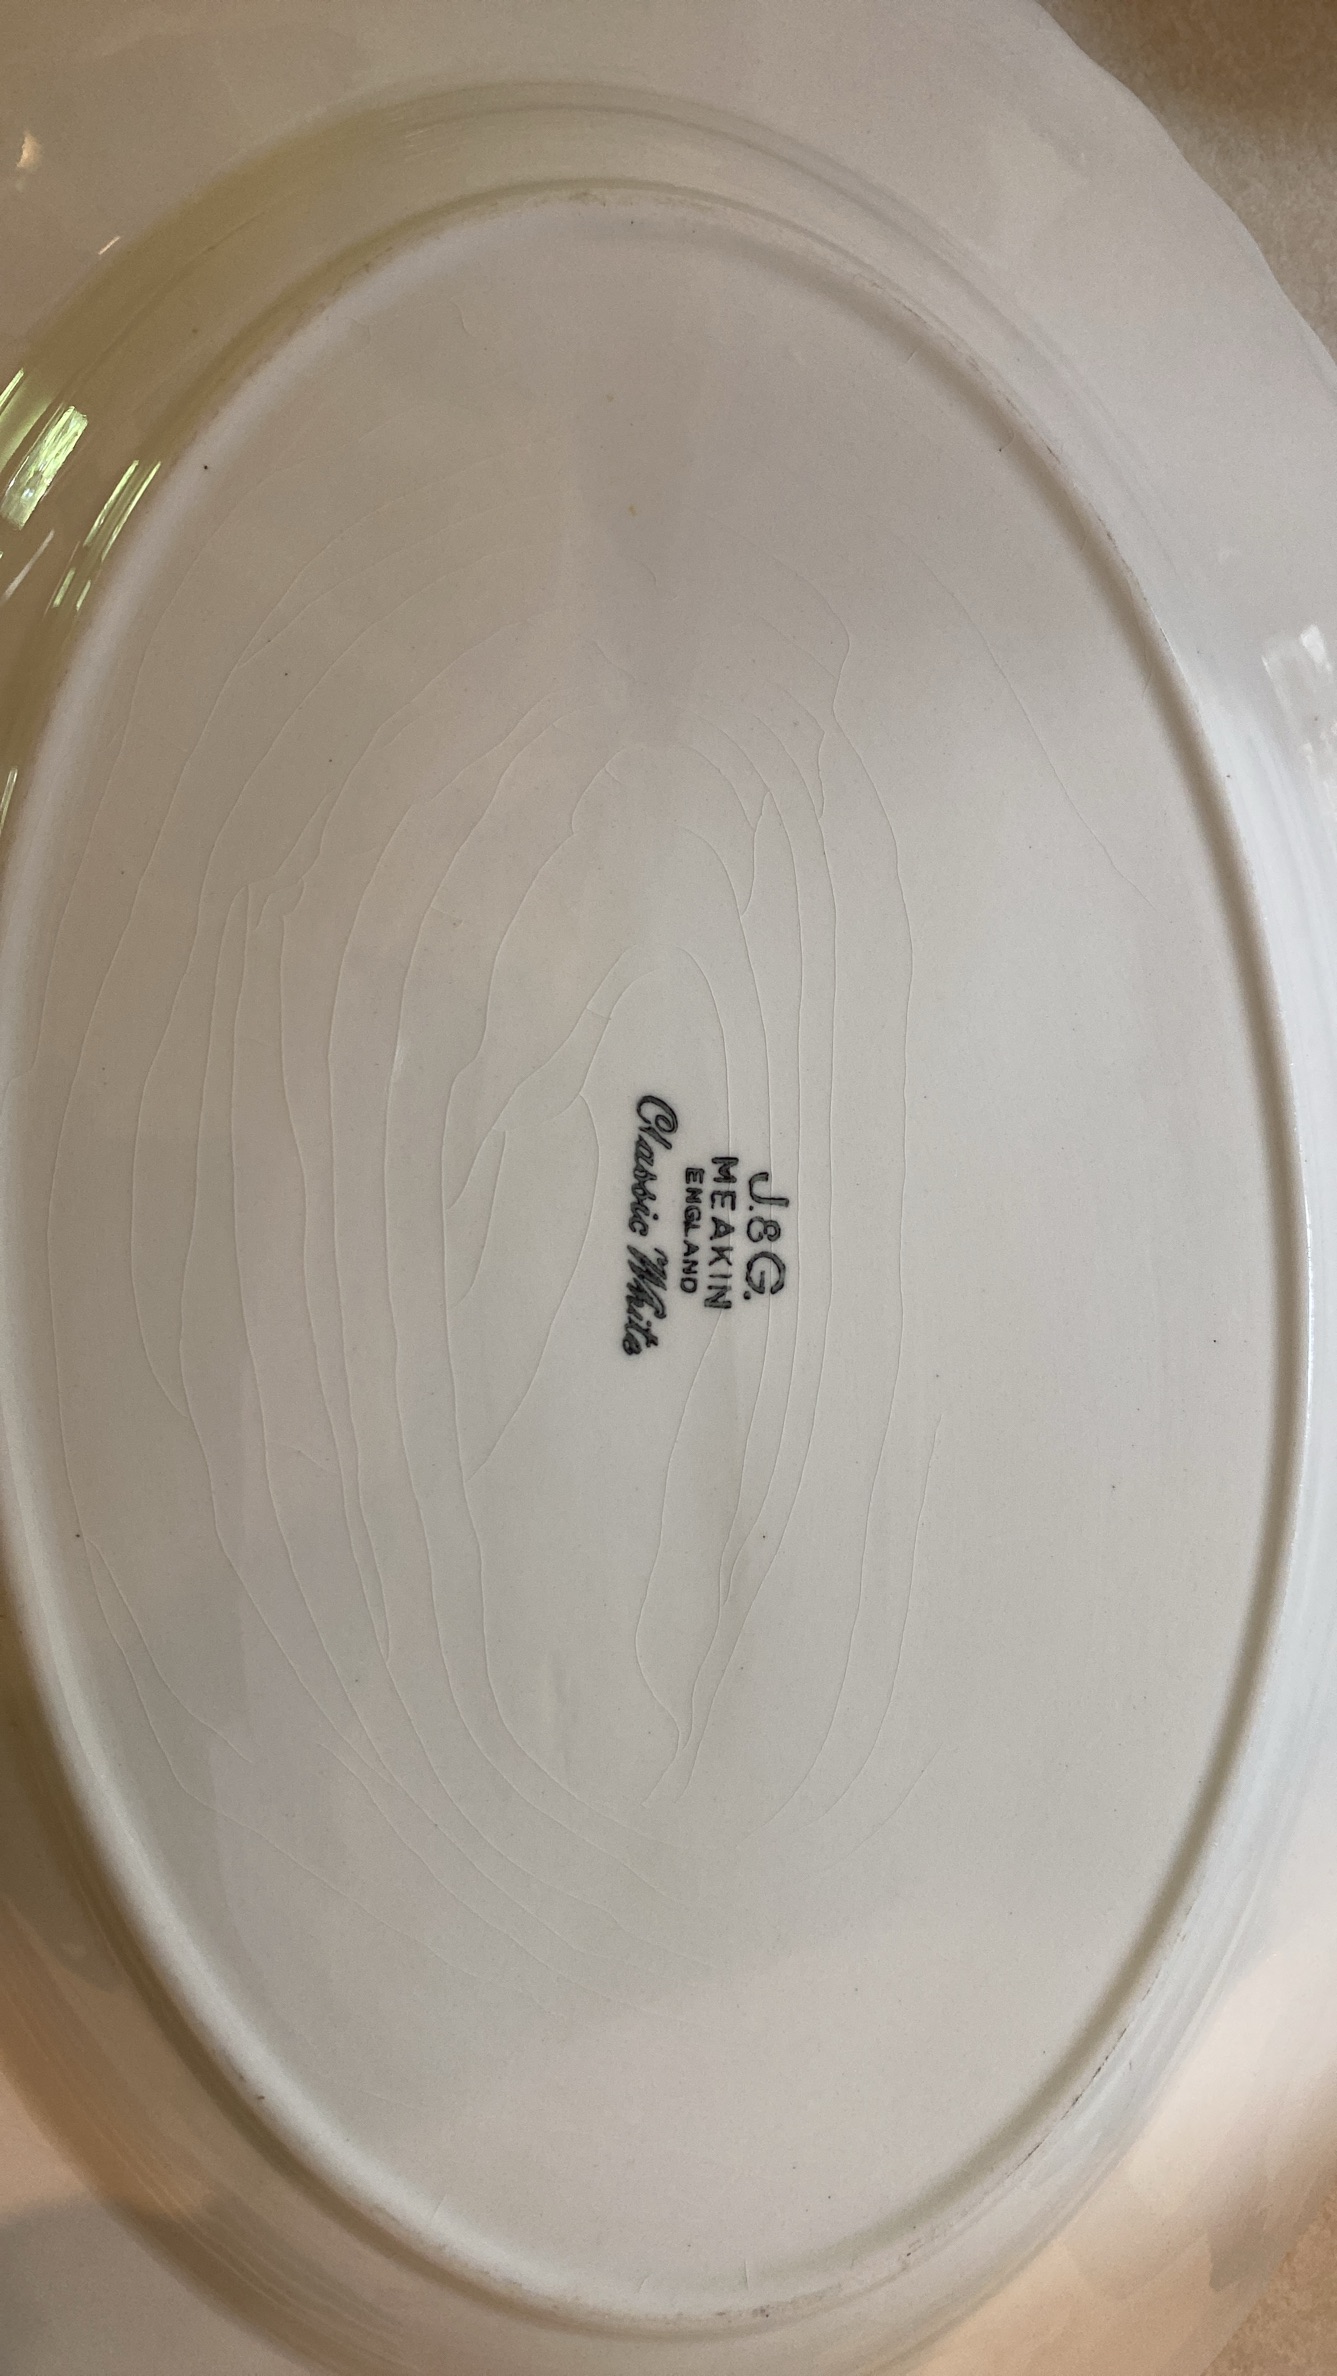 J.&G.
MEAKIN
ENGLAND
Classic White